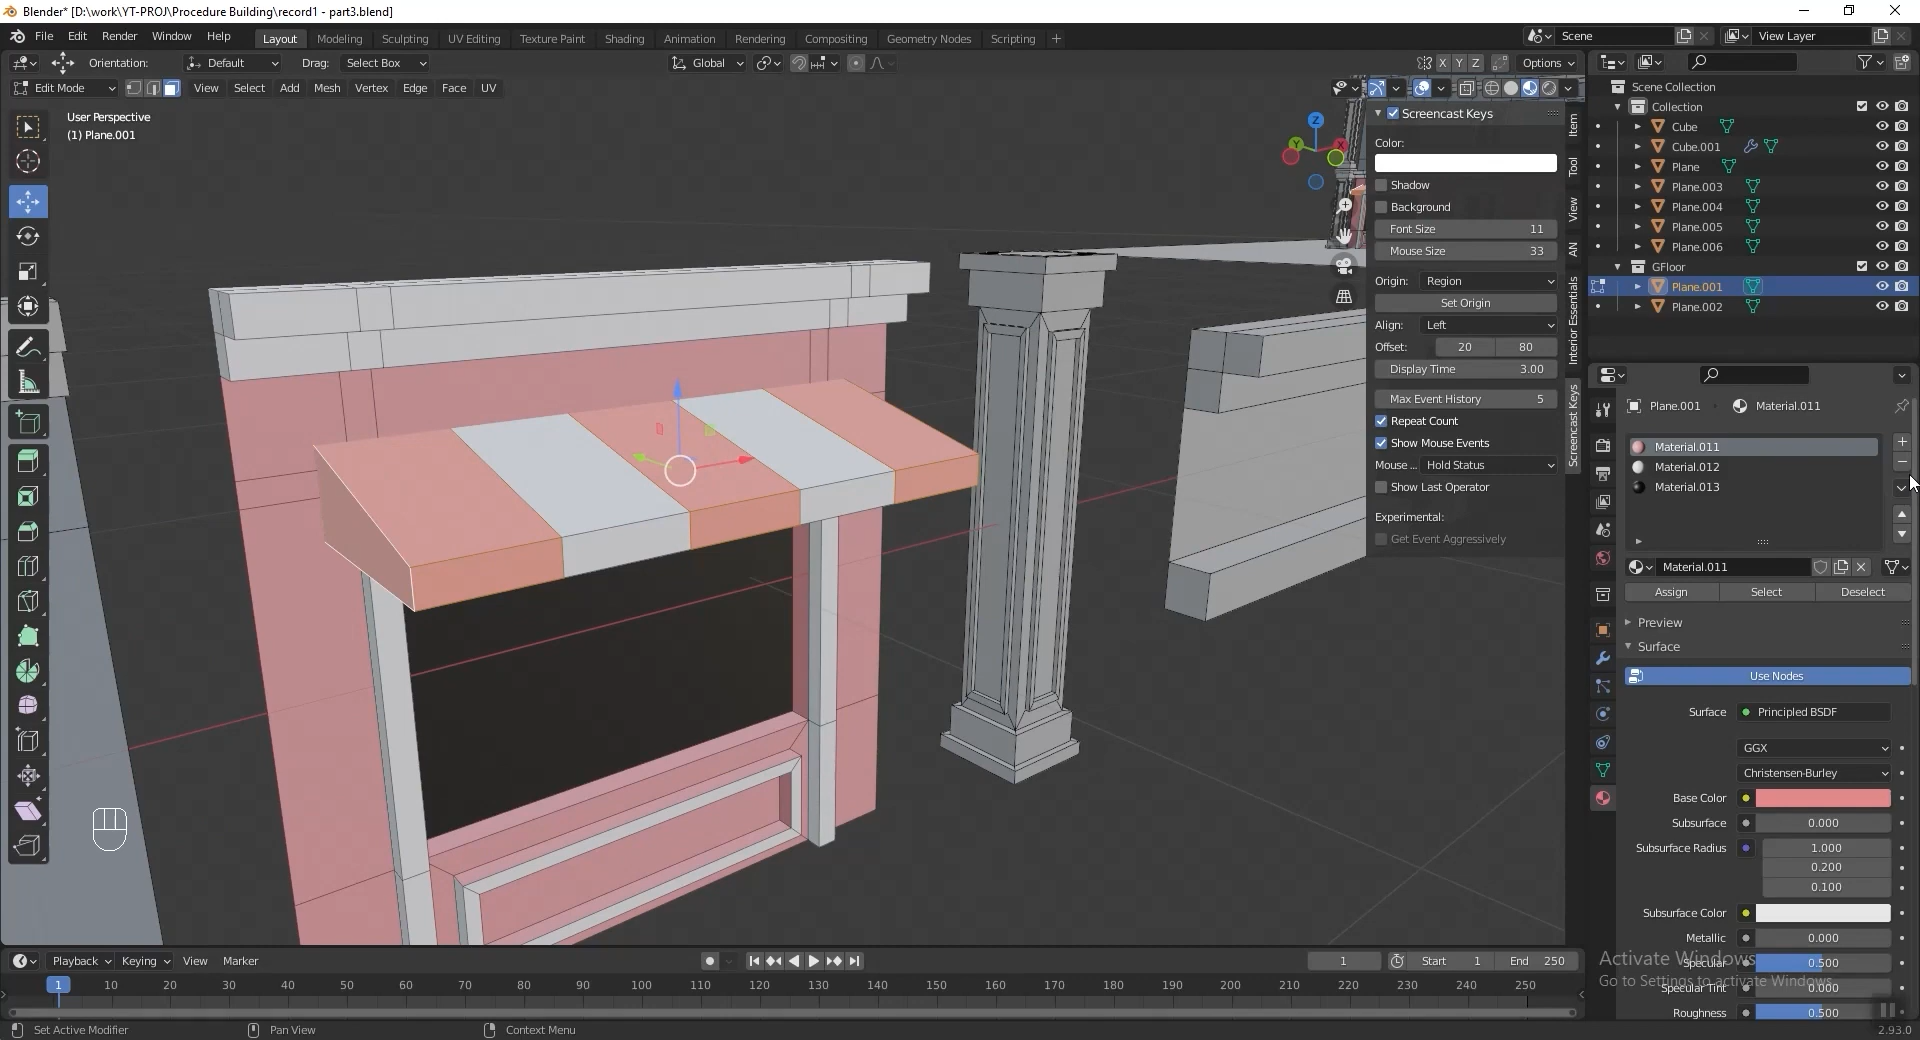 Blender* [D:\work\YT-PROJ\Procedure Building\record1 - part3.blend]
File Edit Render Window Help Layout Modeling Sculpting UV Editing Texture Paint Shading Animation Rendering Compositing Geometry Nodes Scripting + Scene View Layer
Orientation: Default Drag: Select Box Global X Y Z Options
Edit Mode View Select Add Mesh Vertex Edge Face UV
Scene Collection
Collection
Cube
Cube.001
Plane
Plane.003
Plane.004
Plane.005
Plane.006
GFloor
Plane.001
Plane.002
User Perspective
(1) Plane.001
Z
Y
X
Screencast Keys
Color:
Shadow
Background
Font Size 11
Mouse Size 33
Origin: Region
Set Origin
Align: Left
Offset: 20 80
Display Time 3.00
Max Event History 5
Repeat Count
Show Mouse Events
Mouse ... Hold Status
Show Last Operator
Experimental:
Get Event Aggressively
Item
Tool
View
AN
Interior Essentials
Screencast Keys
Plane.001 Material.011
Material.011
Material.012
Material.013
Material.011
Assign Select Deselect
Preview
Surface
Use Nodes
Surface Principled BSDF
GGX
Christensen-Burley
Base Color
Subsurface 0.000
Subsurface Radius 1.000
0.200
0.100
Subsurface Color
Metallic 0.000
Specular 0.500
Specular Tint 0.000
Roughness 0.500
Activate Windows
Go to Settings to activate Windows.
Playback Keying View Marker 1 Start 1 End 250
1 10 20 30 40 50 60 70 80 90 100 110 120 130 140 150 160 170 180 190 200 210 220 230 240 250
Set Active Modifier Pan View Context Menu 2.93.0